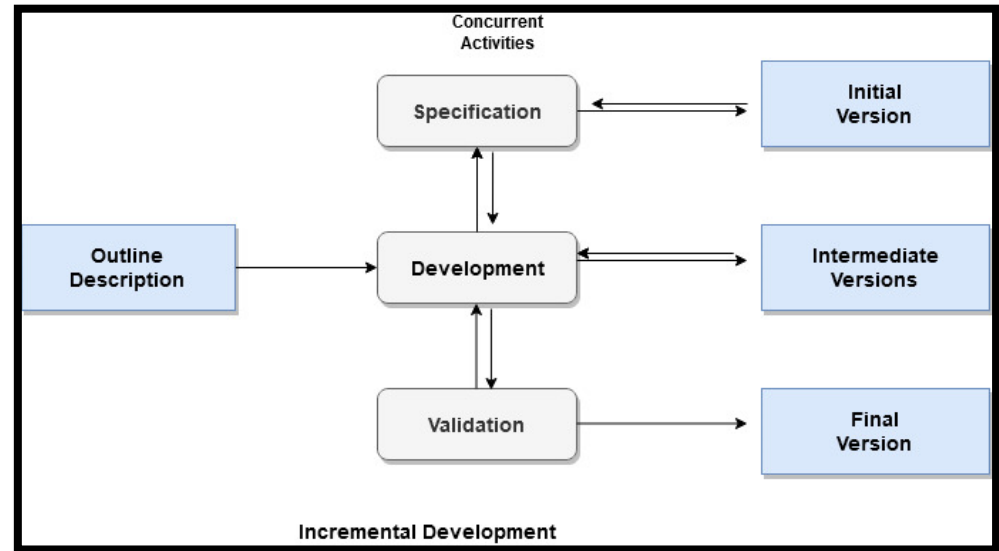 Concurrent
Activities
Specification
Initial
Version
Outline
Description
Development
Intermediate
Versions
Validation
Final
Version
Incremental Development